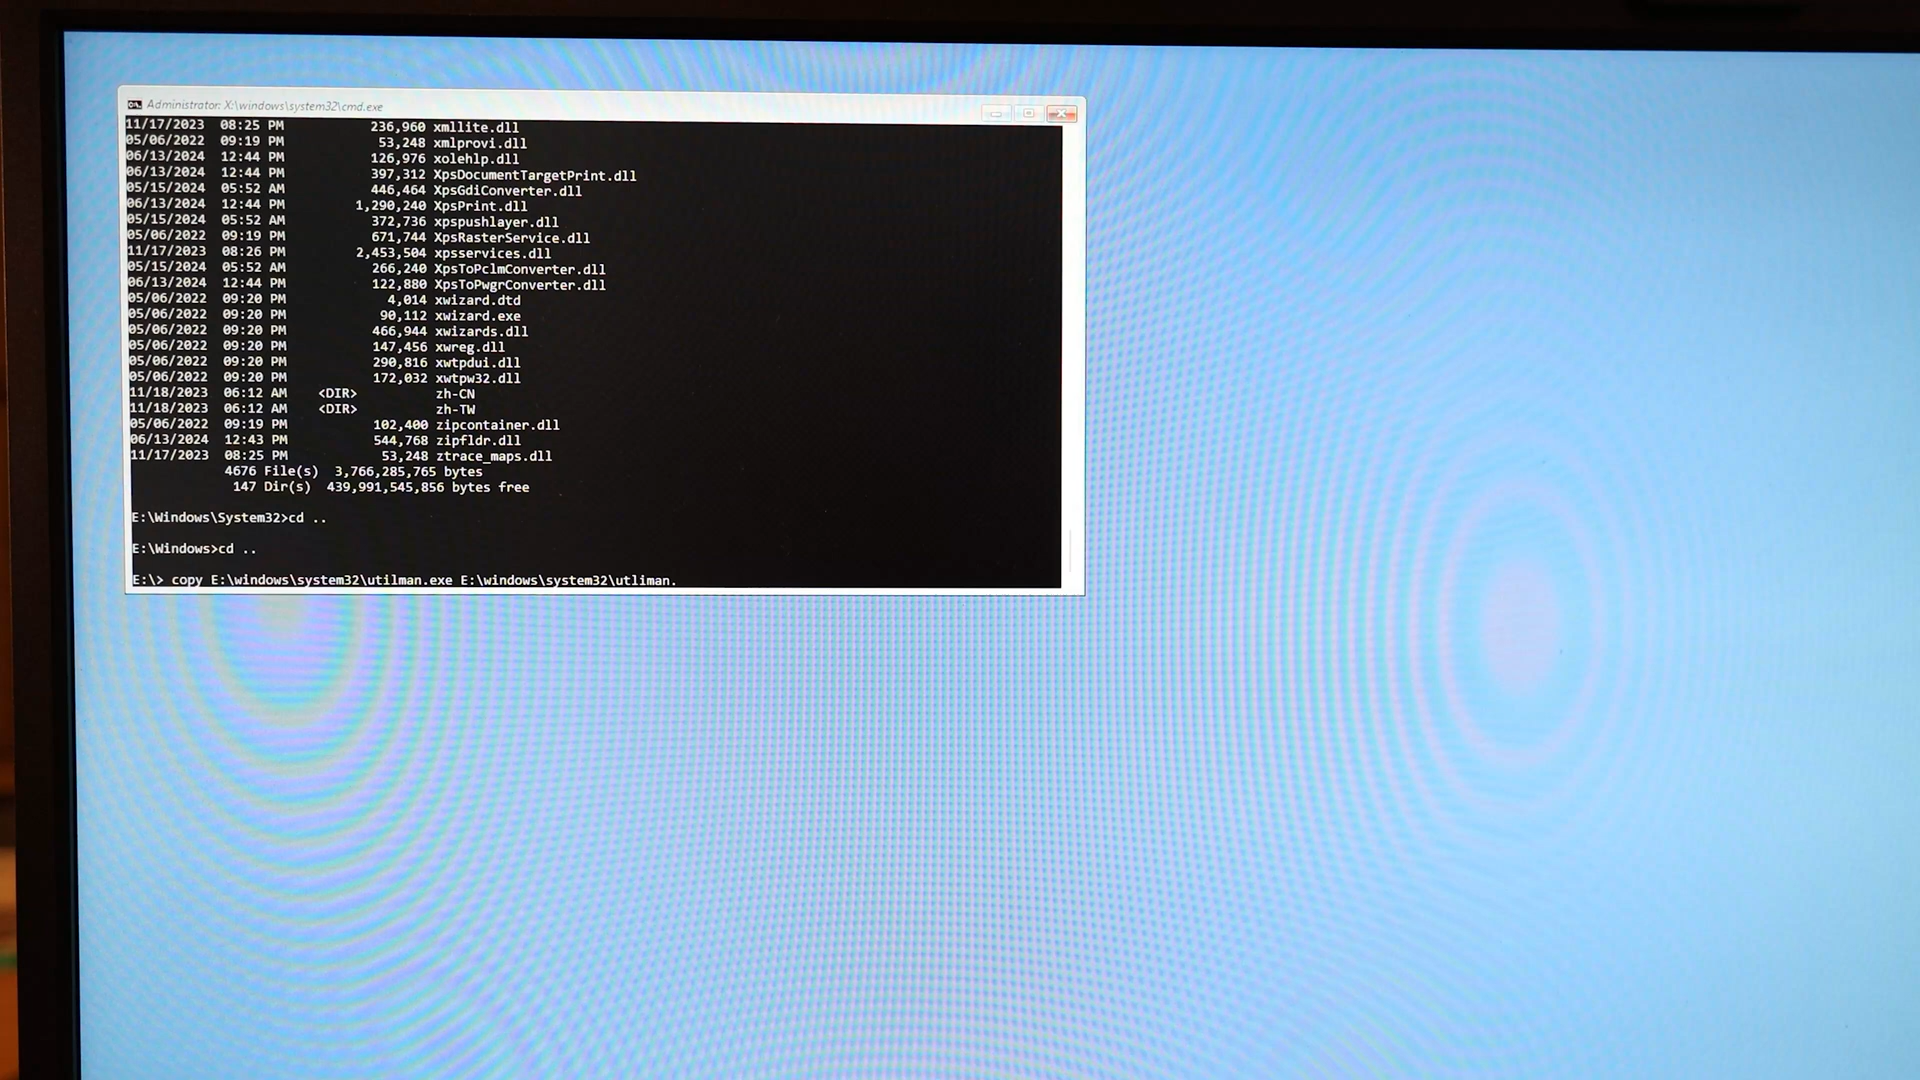 Administrator: X:\windows\system32\cmd.exe
11/17/2023  08:25 PM           236,960 xmllite.dll
05/06/2022  09:19 PM            53,248 xmlprovi.dll
06/13/2024  12:44 PM           126,976 xolehlp.dll
06/13/2024  12:44 PM           397,312 XpsDocumentTargetPrint.dll
05/15/2024  05:52 AM           446,464 XpsGdiConverter.dll
06/13/2024  12:44 PM         1,290,240 XpsPrint.dll
05/15/2024  05:52 AM           372,736 xpspushlayer.dll
05/06/2022  09:19 PM           671,744 XpsRasterService.dll
11/17/2023  08:26 PM         2,453,504 xpsservices.dll
05/15/2024  05:52 AM           266,240 XpsToPclmConverter.dll
06/13/2024  12:44 PM           122,880 XpsToPwgrConverter.dll
05/06/2022  09:20 PM             4,014 xwizard.dtd
05/06/2022  09:20 PM            90,112 xwizard.exe
05/06/2022  09:20 PM           466,944 xwizards.dll
05/06/2022  09:20 PM           147,456 xwreg.dll
05/06/2022  09:20 PM           290,816 xwtpdui.dll
05/06/2022  09:20 PM           172,032 xwtpw32.dll
11/18/2023  06:12 AM    <DIR>          zh-CN
11/18/2023  06:12 AM    <DIR>          zh-TW
05/06/2022  09:19 PM           102,400 zipcontainer.dll
06/13/2024  12:43 PM           544,768 zipfldr.dll
11/17/2023  08:25 PM            53,248 ztrace_maps.dll
4676 File(s)  3,766,285,765 bytes
147 Dir(s)  439,991,545,856 bytes free
E:\Windows\System32>cd ..
E:\Windows>cd ..
E:\> copy E:\windows\system32\utilman.exe E:\windows\system32\utliman.